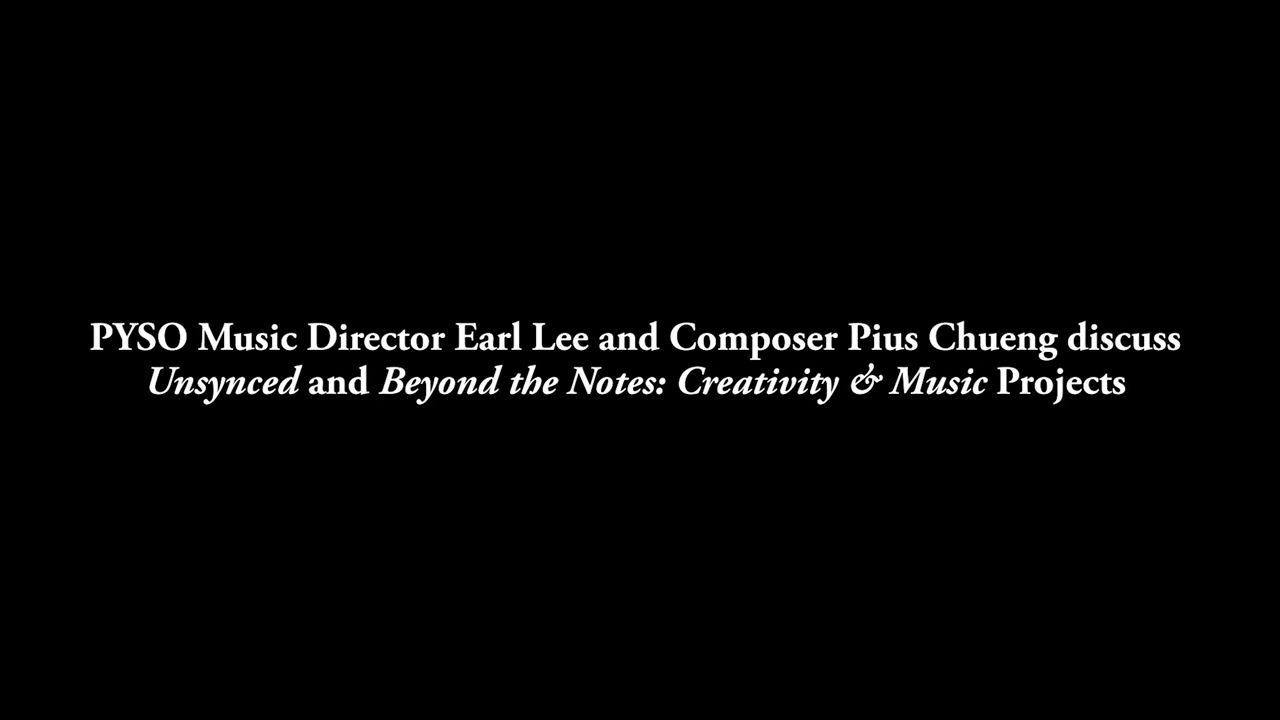 PYSO Music Director Earl Lee and Composer Pius Chueng discuss
Unsynced and Beyond the Notes: Creativity & Music Projects